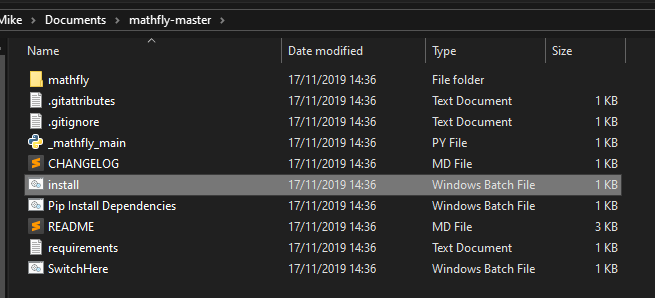 Mike > Documents > mathfly-master >
Name Date modified Type Size
mathfly 17/11/2019 14:36 File folder
.gitattributes 17/11/2019 14:36 Text Document 1 KB
.gitignore 17/11/2019 14:36 Text Document 1 KB
_mathfly_main 17/11/2019 14:36 PY File 1 KB
CHANGELOG 17/11/2019 14:36 MD File 1 KB
install 17/11/2019 14:36 Windows Batch File 1 KB
Pip Install Dependencies 17/11/2019 14:36 Windows Batch File 1 KB
README 17/11/2019 14:36 MD File 3 KB
requirements 17/11/2019 14:36 Text Document 1 KB
SwitchHere 17/11/2019 14:36 Windows Batch File 1 KB